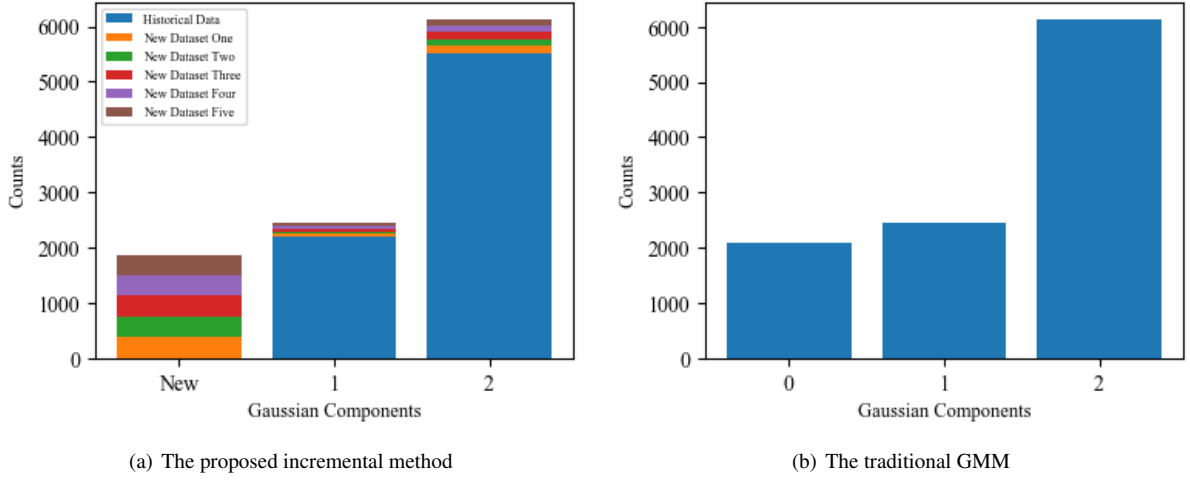 6000
5000
4000
3000
2000
1000
0
Counts
Historical Data
New Dataset One
New Dataset Two
New Dataset Three
New Dataset Four
New Dataset Five
New 1 2
Gaussian Components
(a) The proposed incremental method
6000
5000
4000
3000
2000
1000
0
Counts
0 1 2
Gaussian Components
(b) The traditional GMM